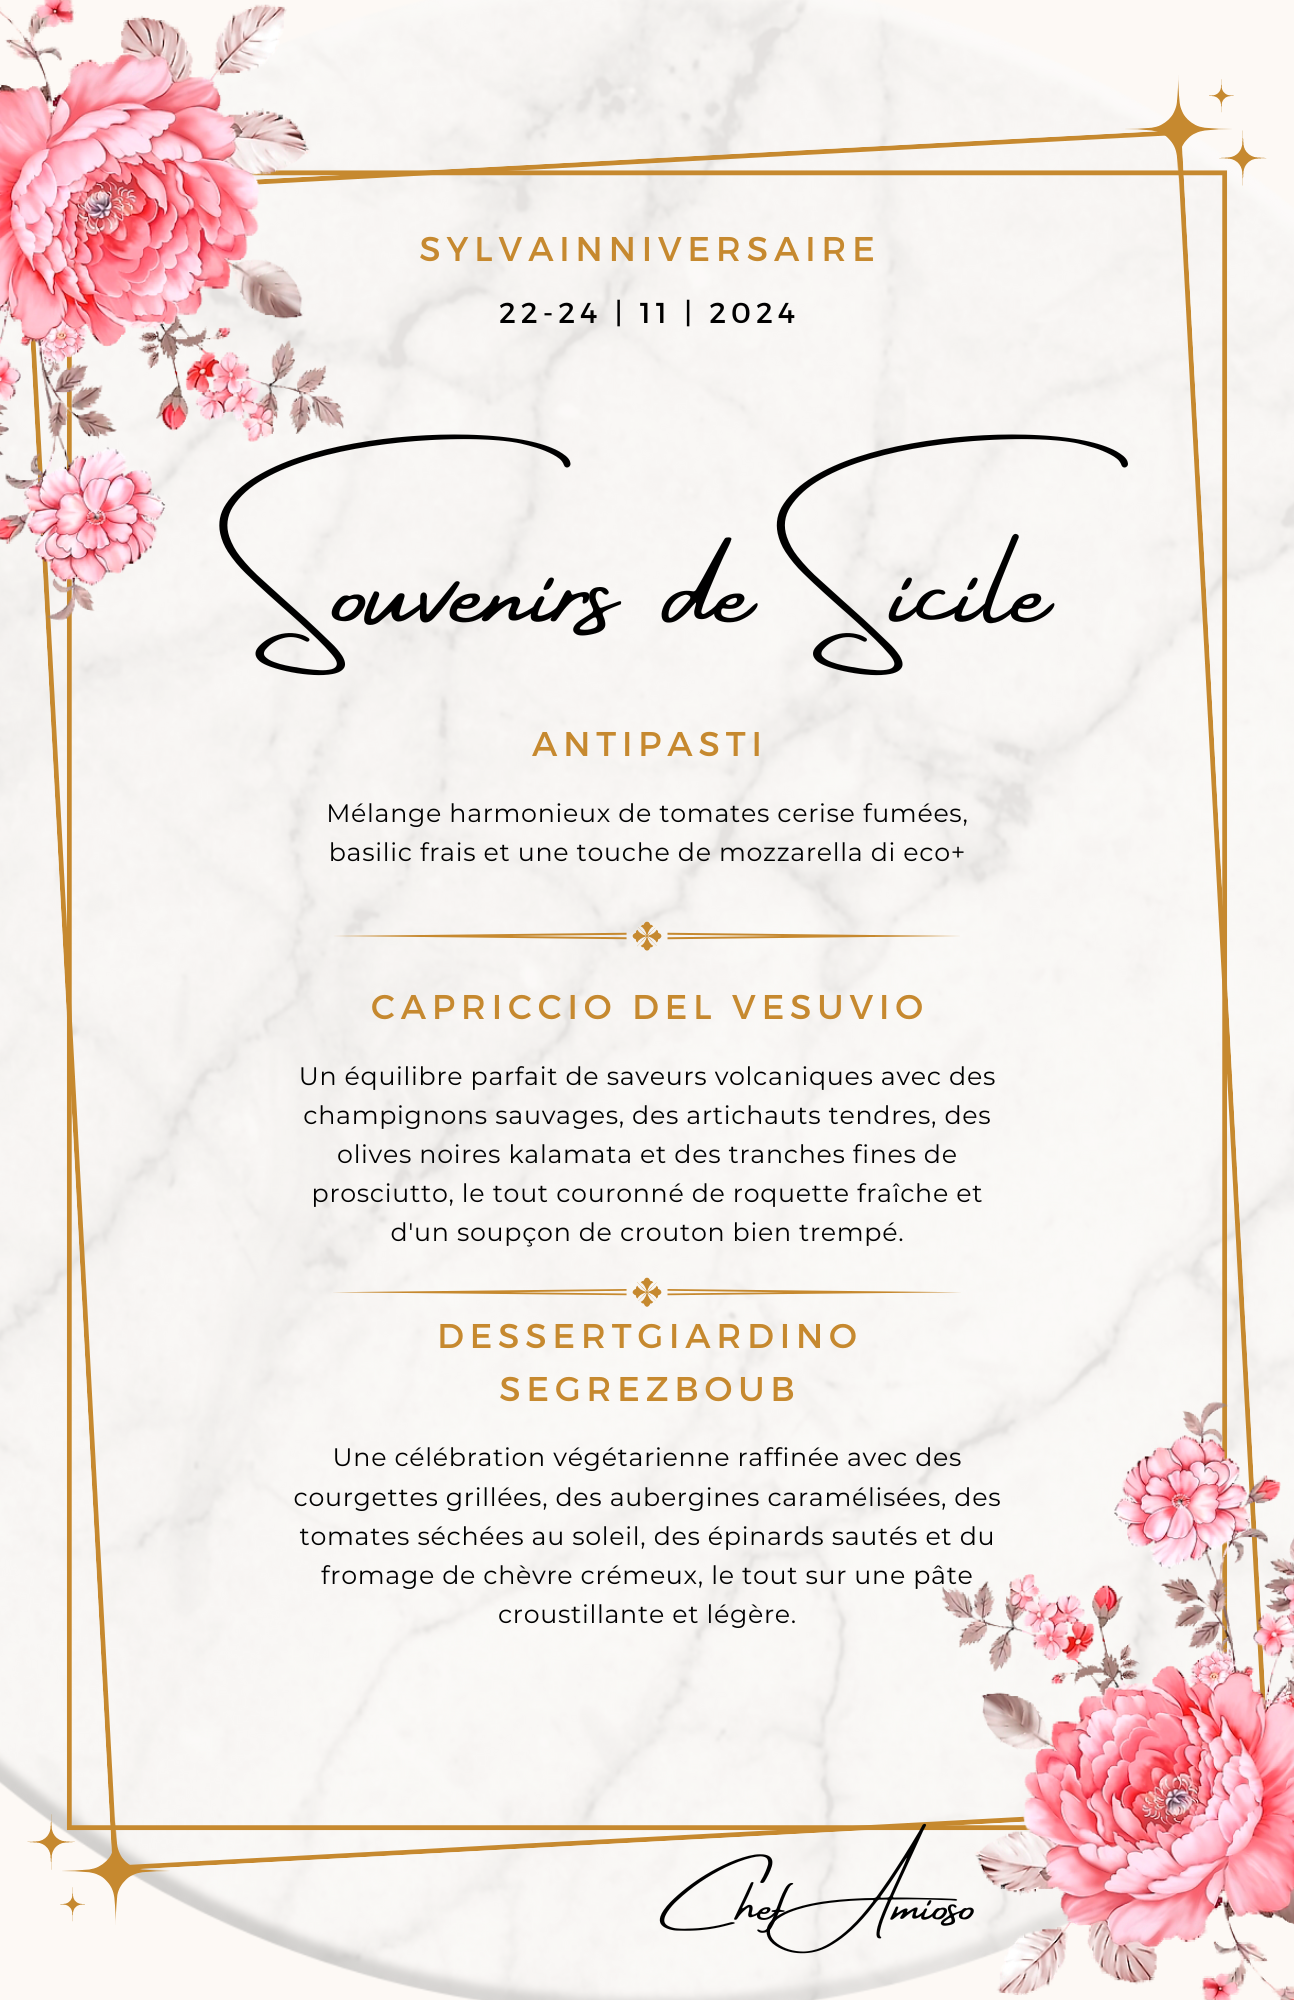 SYLVAINNIVERSAIRE
22-24 | 11 | 2024
Souvenirs de Sicile
ANTIPASTI
Mélange harmonieux de tomates cerise fumées,
basilic frais et une touche de mozzarella di eco+
CAPRICCIO DEL VESUVIO
Un équilibre parfait de saveurs volcaniques avec des
champignons sauvages, des artichauts tendres, des
olives noires kalamata et des tranches fines de
prosciutto, le tout couronné de roquette fraîche et
d'un soupçon de crouton bien trempé.
DESSERTGIARDINO
SEGREZBOUB
Une célébration végétarienne raffinée avec des
courgettes grillées, des aubergines caramélisées, des
tomates séchées au soleil, des épinards sautés et du
fromage de chèvre crémeux, le tout sur une pâte
croustillante et légère.
Chef Amioso